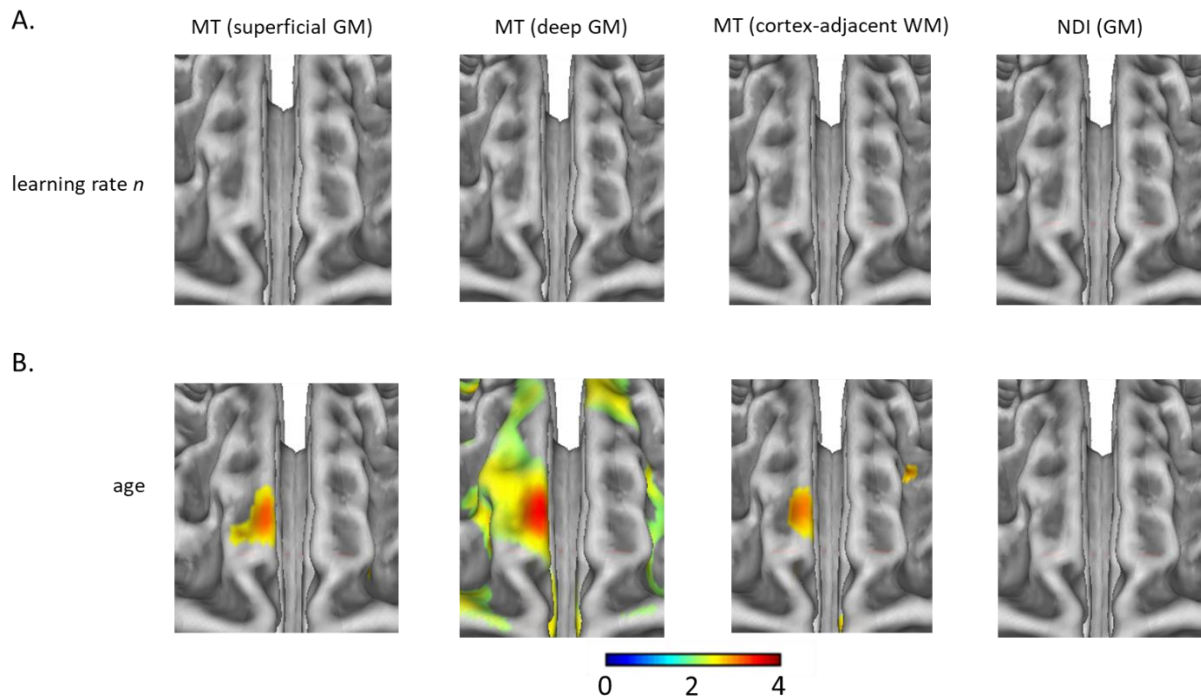 A.
MT (superficial GM) MT (deep GM) MT (cortex-adjacent WM) NDI (GM)
learning rate n
B.
age
0 2 4